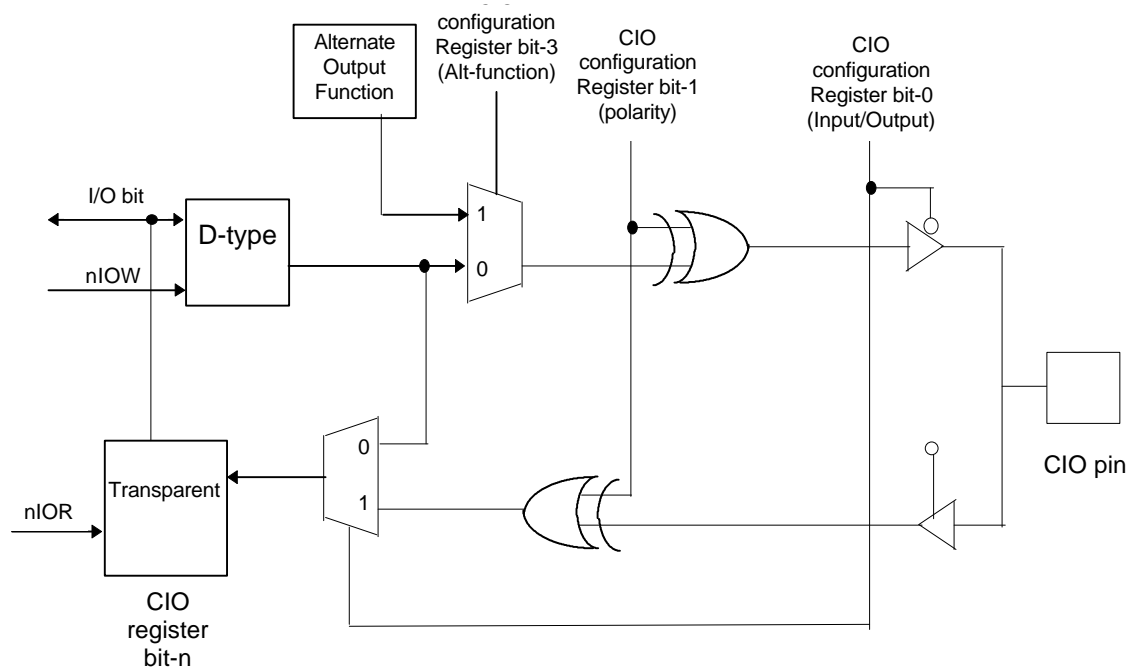 configuration
Register bit-3
(Alt-function)
Alternate
Output
Function
CIO
configuration
Register bit-1
(polarity)
CIO
configuration
Register bit-0
(Input/Output)
I/O bit
D-type
nIOW
1
0
0
1
Transparent
nIOR
CIO
register
bit-n
CIO pin